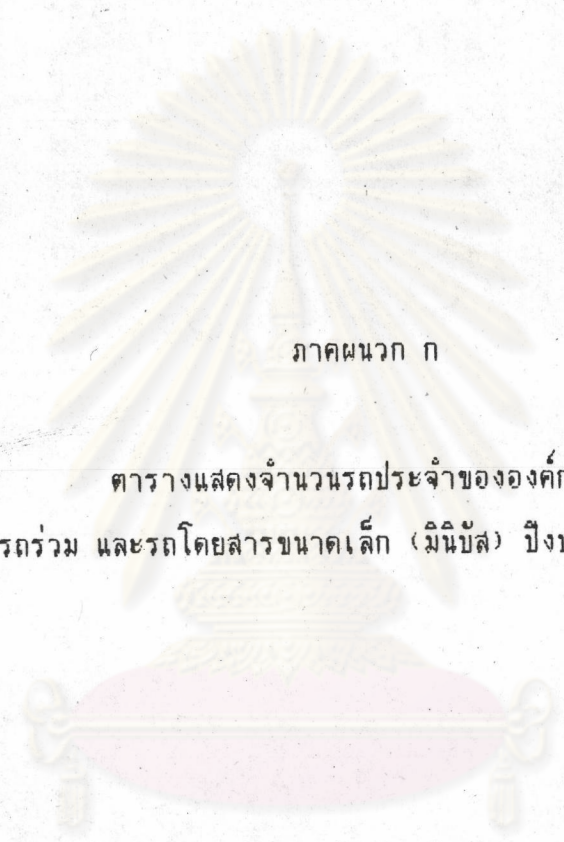 ภาคผนวก ก
ตารางแสดงจำนวนรถประจำขององค์ก
รถร่วม และรถโดยสารขนาดเล็ก (มินิบัส) ปีงบ